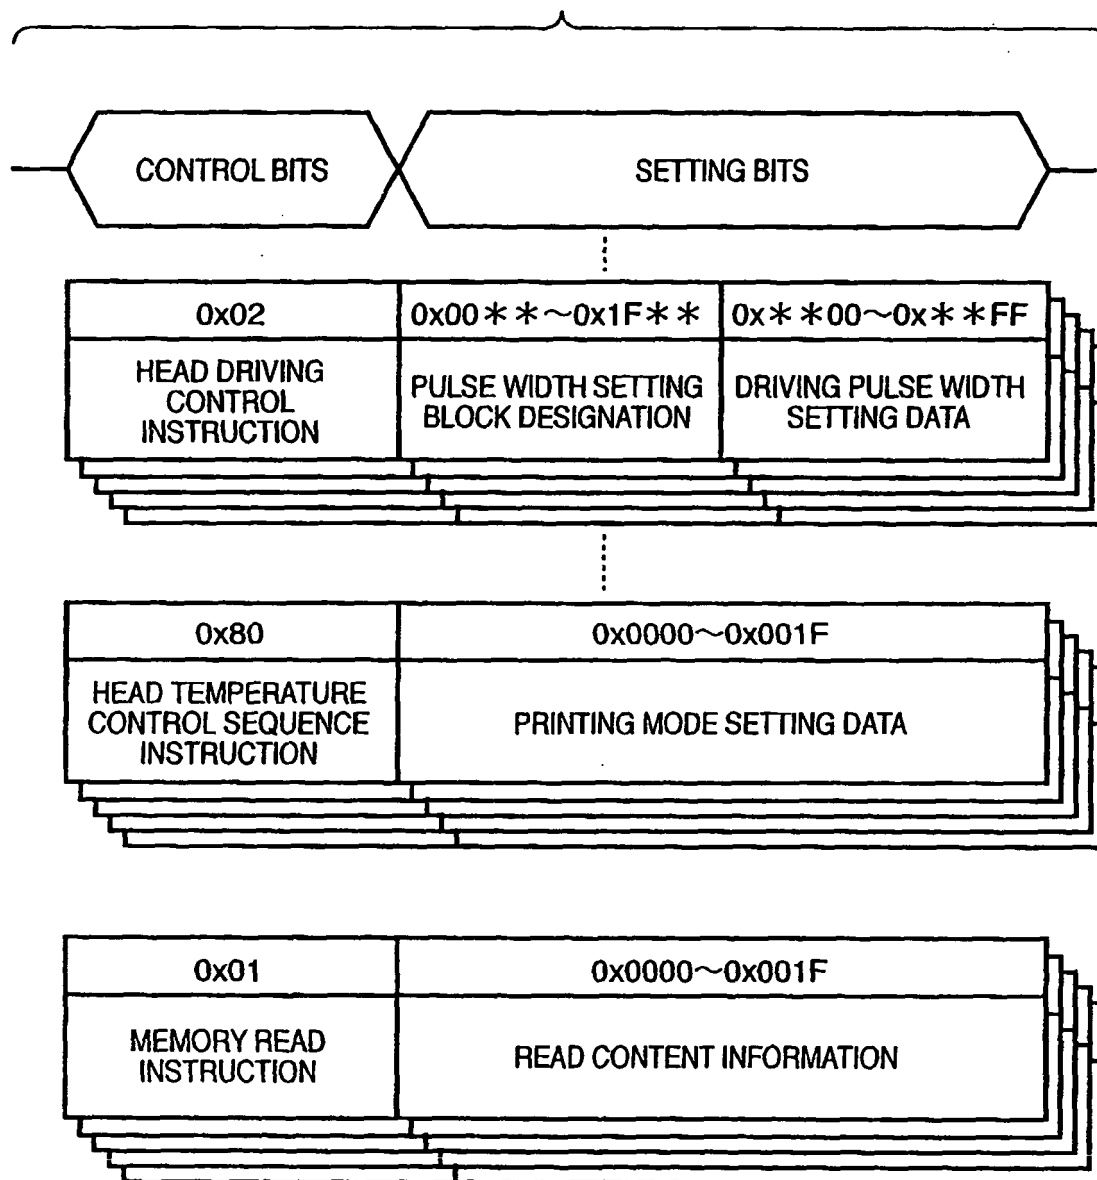 CONTROL BITS
SETTING BITS
0x02
0x00**~0x1F**
0x**00~0x**FF
HEAD DRIVING
CONTROL
INSTRUCTION
PULSE WIDTH SETTING
BLOCK DESIGNATION
DRIVING PULSE WIDTH
SETTING DATA
0x80
0x0000~0x001F
HEAD TEMPERATURE
CONTROL SEQUENCE
INSTRUCTION
PRINTING MODE SETTING DATA
0x01
0x0000~0x001F
MEMORY READ
INSTRUCTION
READ CONTENT INFORMATION